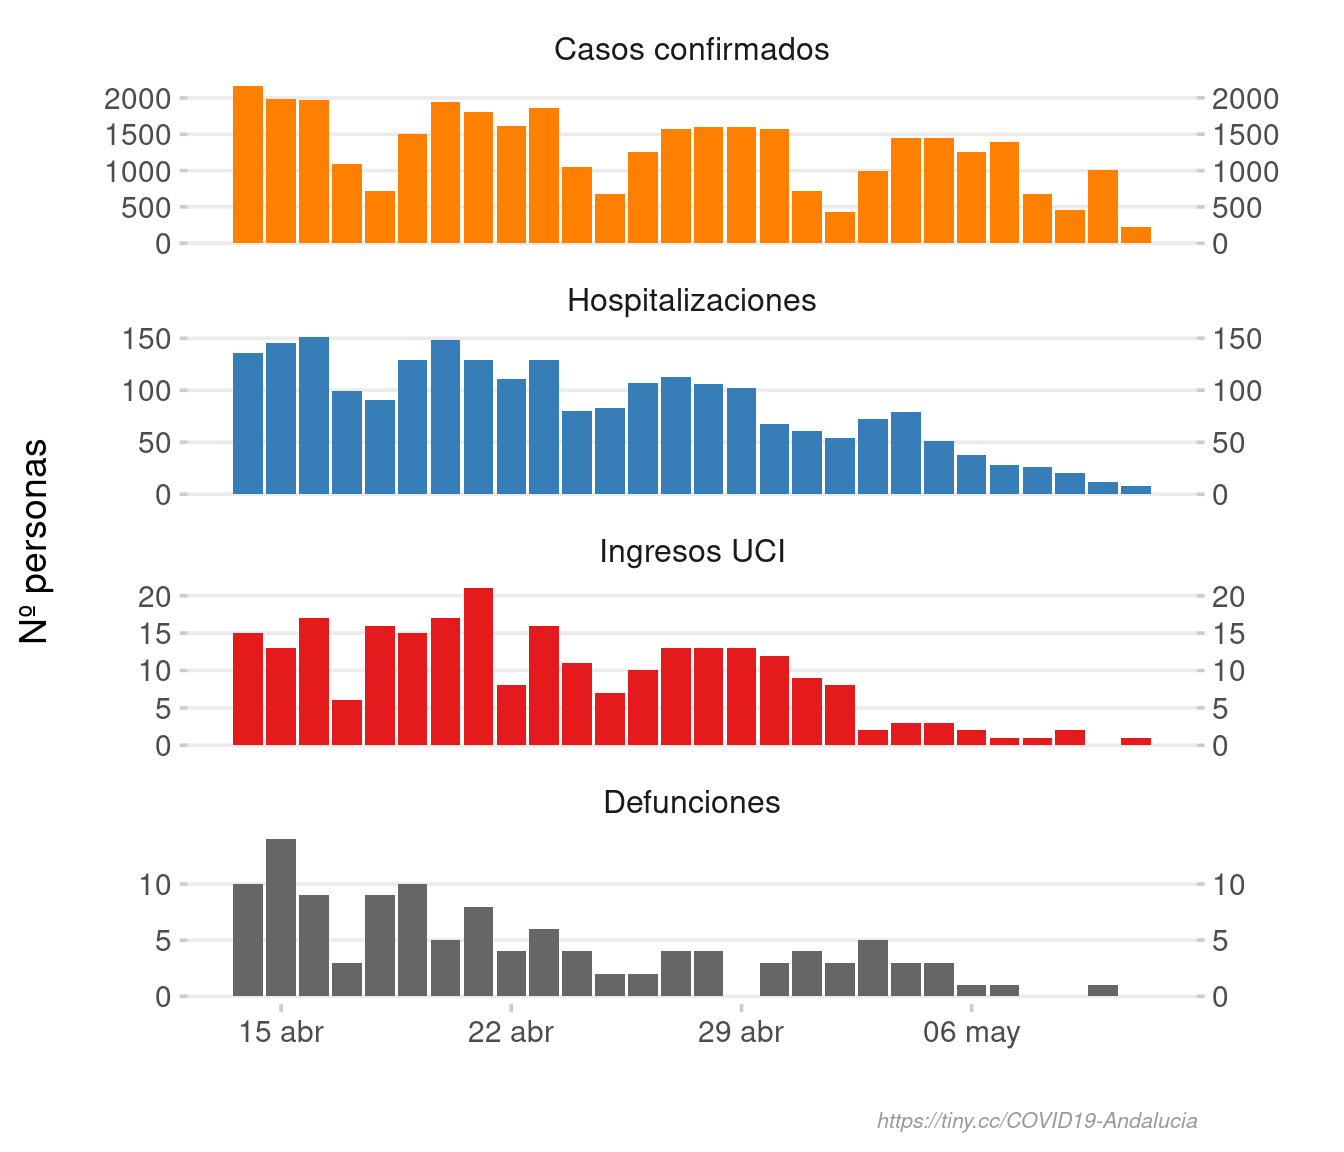 Casos confirmados
2000 2000
1500 1500
1000 1000
500 500
0 0
Hospitalizaciones
150 150
100 100
50 50
0 0
Nº personas
Ingresos UCI
20 20
15 15
10 10
5 5
0 0
Defunciones
10 10
5 5
0 0
15 abr 22 abr 29 abr 06 may
https://tiny.cc/COVID19-Andalucia